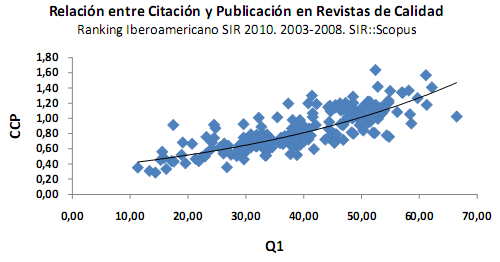 Relación entre Citación y Publicación en Revistas de Calidad
Ranking Iberoamericano SIR 2010. 2003-2008. SIR::Scopus
1,80
1,60
1,40
1,20
1,00
0,80
0,60
0,40
0,20
0,00
CCP
10,00
0,00 10,00 20,00 30,00 40,00 50,00 60,00 70,00
Q1